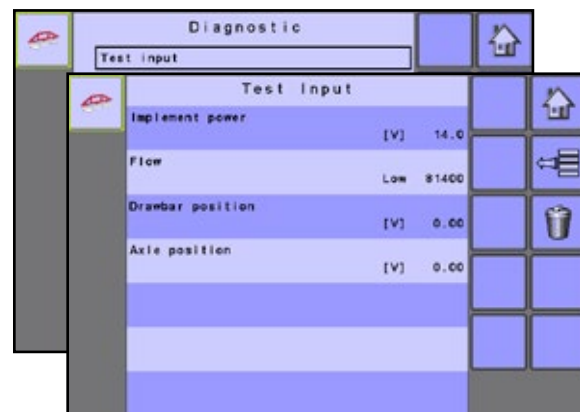 Diagnostic
Test input
Test Input
Implement power
[V] 14.0
Flow
Low 81400
Drawbar position
[V] 0.00
Axle position
[V] 0.00